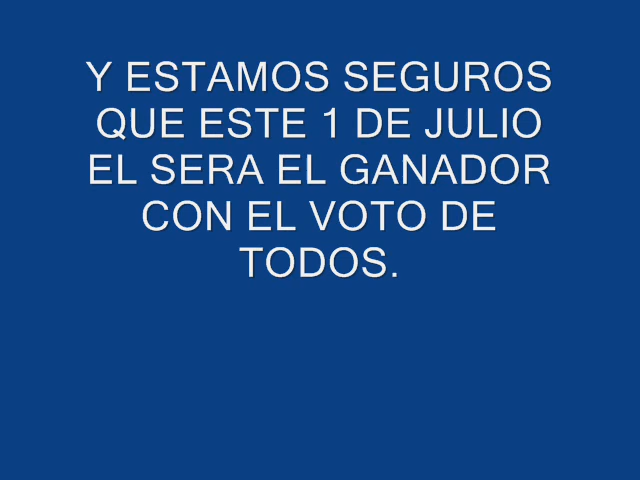 Y ESTAMOS SEGUROS
QUE ESTE 1 DE JULIO
EL SERA EL GANADOR
CON EL VOTO DE
TODOS.